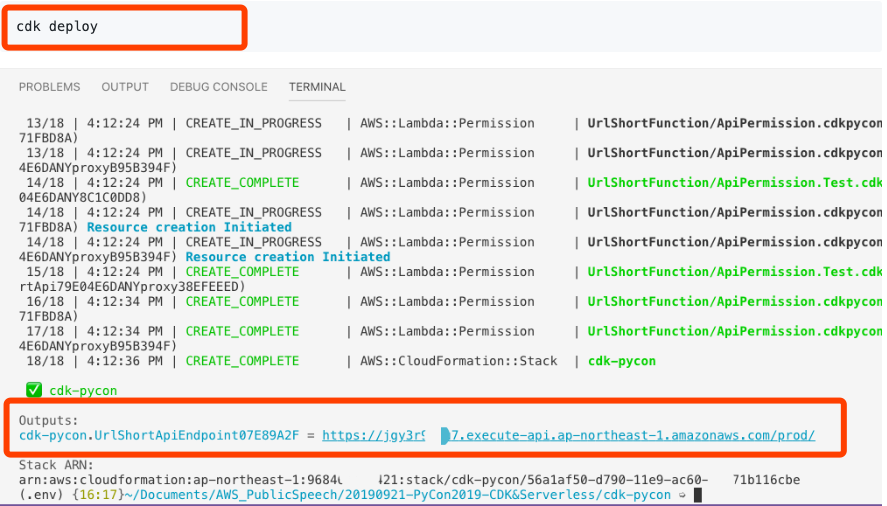 cdk deploy
PROBLEMS OUTPUT DEBUG CONSOLE TERMINAL
13/18 | 4:12:24 PM | CREATE_IN_PROGRESS | AWS::Lambda::Permission | UrlShortFunction/ApiPermission.cdkpycon
71FBD8A)
13/18 | 4:12:24 PM | CREATE_IN_PROGRESS | AWS::Lambda::Permission | UrlShortFunction/ApiPermission.cdkpycon
4E6DANYproxyB95B394F)
14/18 | 4:12:24 PM | CREATE_COMPLETE | AWS::Lambda::Permission | UrlShortFunction/ApiPermission.Test.cdk
04E6DANY8C1C0DD8)
14/18 | 4:12:24 PM | CREATE_IN_PROGRESS | AWS::Lambda::Permission | UrlShortFunction/ApiPermission.cdkpycon
71FBD8A) Resource creation Initiated
14/18 | 4:12:24 PM | CREATE_IN_PROGRESS | AWS::Lambda::Permission | UrlShortFunction/ApiPermission.cdkpycon
4E6DANYproxyB95B394F) Resource creation Initiated
15/18 | 4:12:24 PM | CREATE_COMPLETE | AWS::Lambda::Permission | UrlShortFunction/ApiPermission.Test.cdk
rtApi79E04E6DANYproxy38EFEEED)
16/18 | 4:12:34 PM | CREATE_COMPLETE | AWS::Lambda::Permission | UrlShortFunction/ApiPermission.cdkpycon
71FBD8A)
17/18 | 4:12:34 PM | CREATE_COMPLETE | AWS::Lambda::Permission | UrlShortFunction/ApiPermission.cdkpycon
4E6DANYproxyB95B394F)
18/18 | 4:12:36 PM | CREATE_COMPLETE | AWS::CloudFormation::Stack | cdk-pycon
✅ cdk-pycon
Outputs:
cdk-pycon.UrlShortApiEndpoint07E89A2F = https://jgy3r 7.execute-api.ap-northeast-1.amazonaws.com/prod/
Stack ARN:
arn:aws:cloudformation:ap-northeast-1:9684 21:stack/cdk-pycon/56a1af50-d790-11e9-ac60- 71b116cbe
(.env) {16:17}~/Documents/AWS_PublicSpeech/20190921-PyCon2019-CDK&Serverless/cdk-pycon ➭